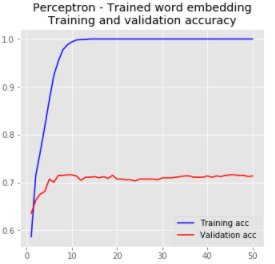 Perceptron - Trained word embedding
Training and validation accuracy
1.0
0.9
0.8
0.7
0.6
0 10 20 30 40 50
Training acc
Validation acc